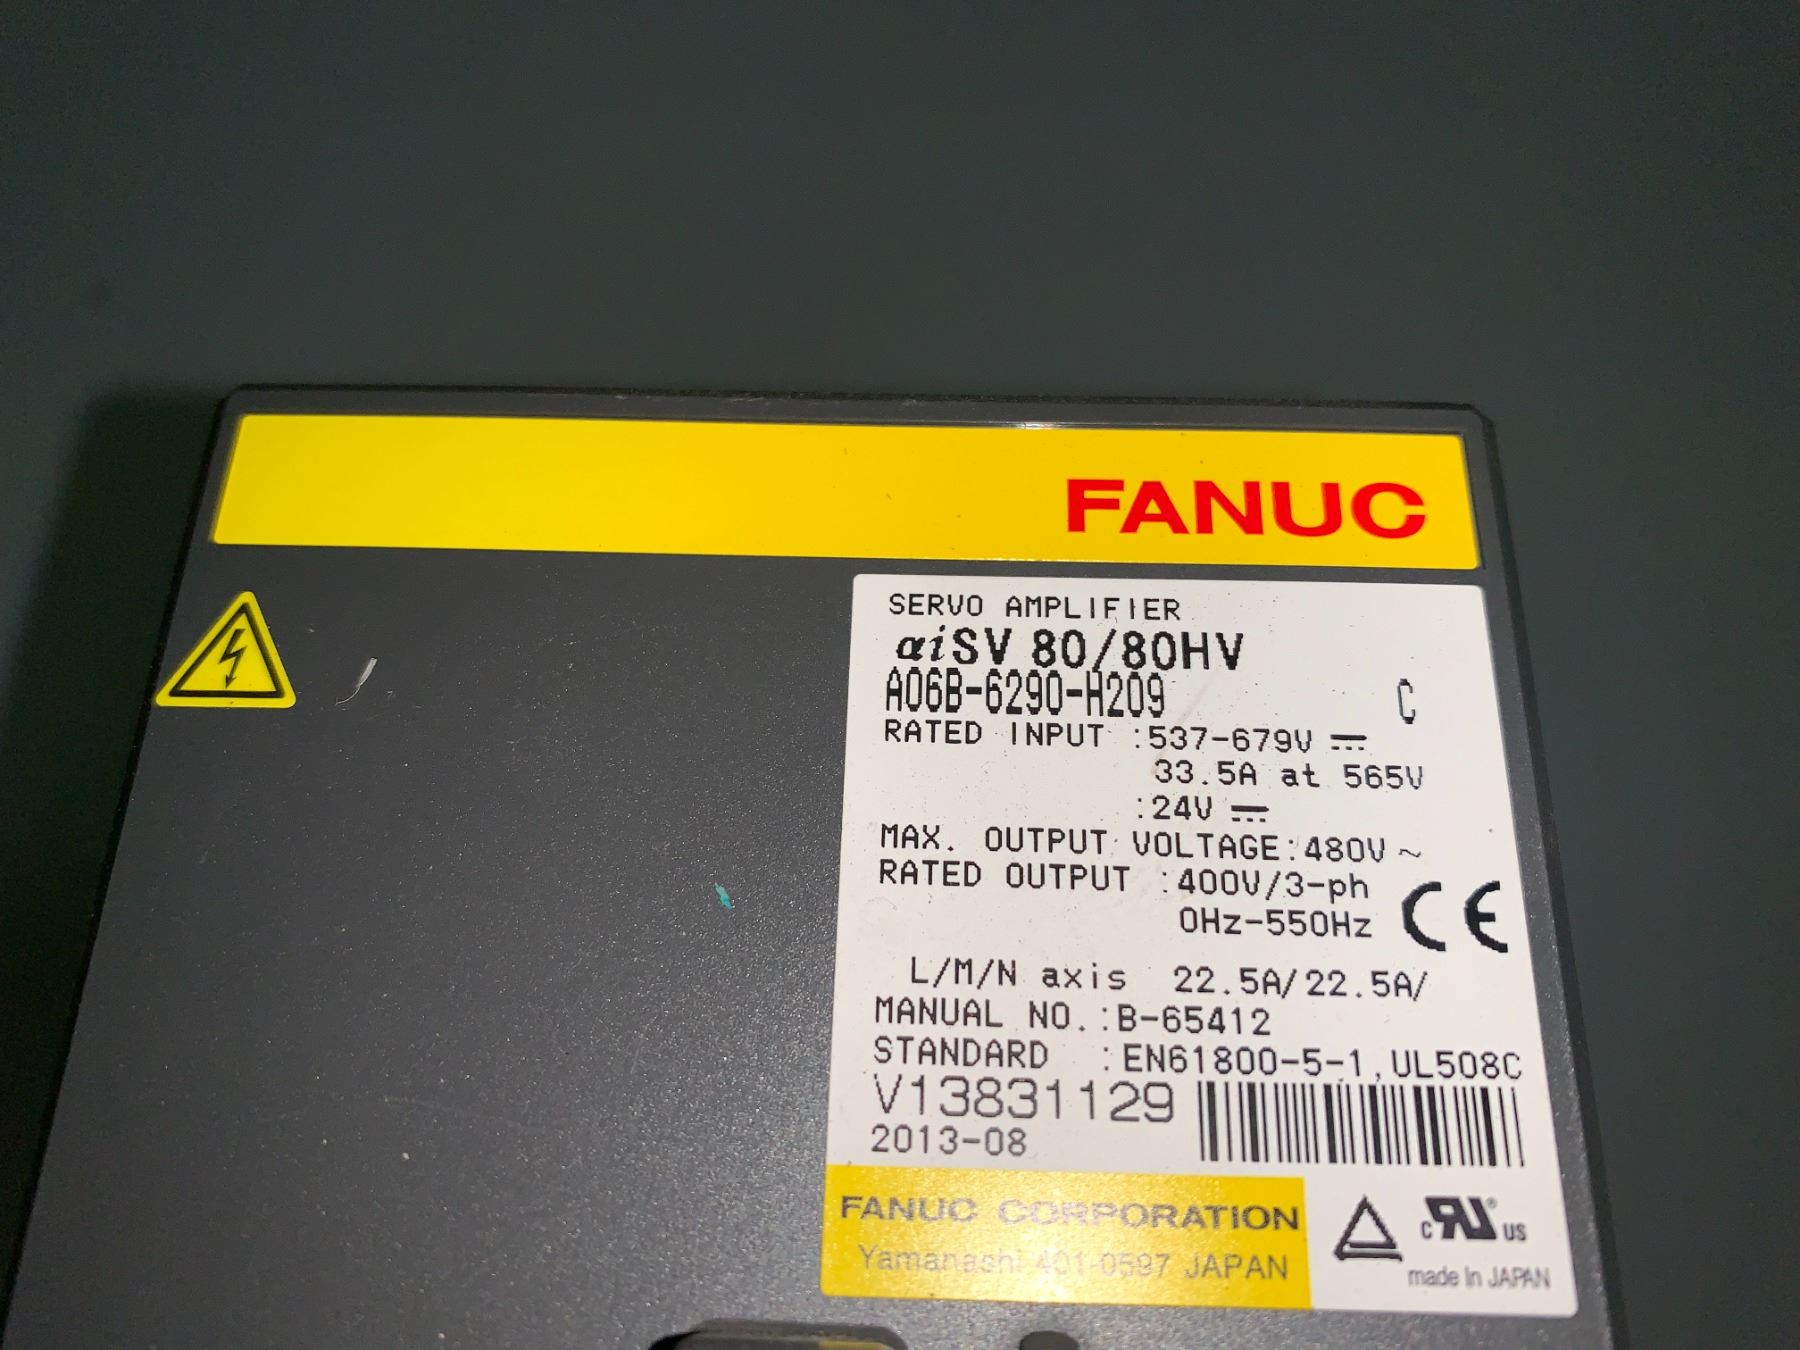 FANUC
SERVO AMPLIFIER
αiSV 80/80HV
A06B-6290-H209 C
RATED INPUT :537-679V ⎓
33.5A at 565V
:24V ⎓
MAX. OUTPUT VOLTAGE:480V ~
RATED OUTPUT :400V/3-ph
0Hz-550Hz
CE
L/M/N axis 22.5A/22.5A/
MANUAL NO.:B-65412
STANDARD :EN61800-5-1,UL508C
V13831129
2013-08
FANUC CORPORATION
Yamanashi 401-0597 JAPAN
c RU ® US
made In JAPAN